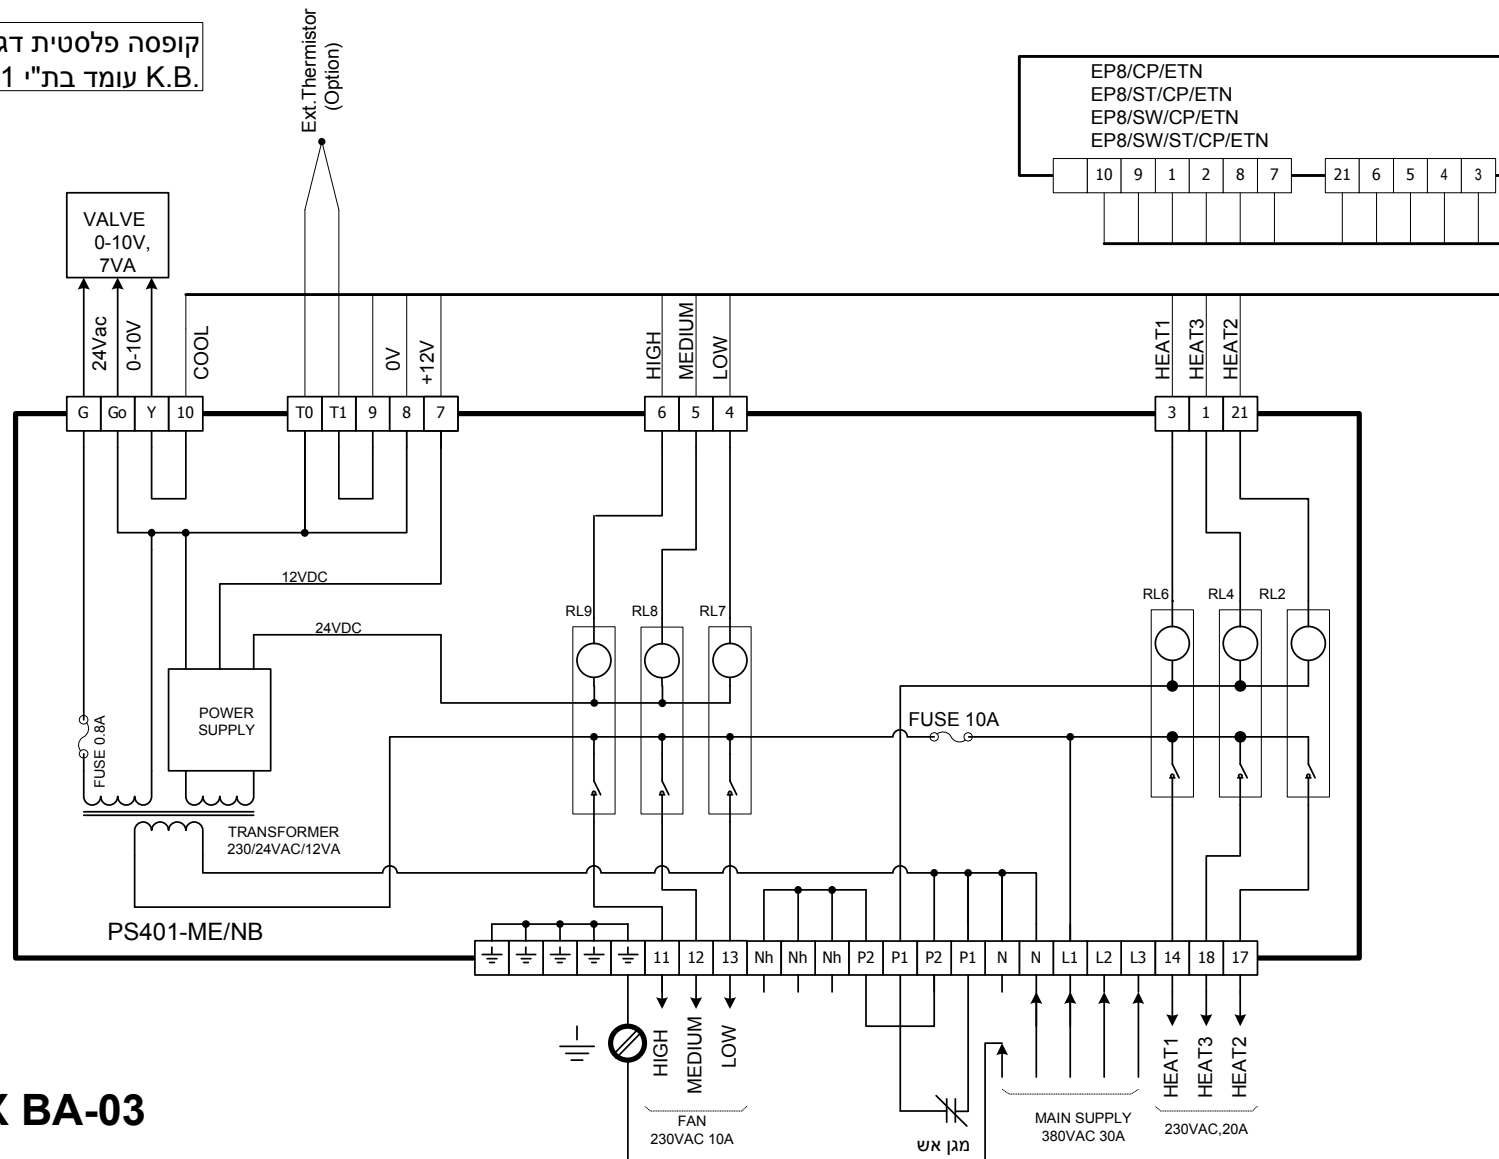 קופסה פלסטית דג
K.B. עומד בת"י 1
Ext.Thermistor
(Option)
EP8/CP/ETN
EP8/ST/CP/ETN
EP8/SW/CP/ETN
EP8/SW/ST/CP/ETN
10 9 1 2 8 7 21 6 5 4 3
VALVE
0-10V,
7VA
24Vac
0-10V
COOL
0V
+12V
HIGH
MEDIUM
LOW
HEAT1
HEAT3
HEAT2
G Go Y 10 T0 T1 9 8 7 6 5 4 3 1 21
12VDC
24VDC
RL9 RL8 RL7 RL6 RL4 RL2
POWER
SUPPLY
FUSE 0.8A
FUSE 10A
TRANSFORMER
230/24VAC/12VA
PS401-ME/NB
11 12 13 Nh Nh Nh P2 P1 P2 P1 N N L1 L2 L3 14 18 17
HIGH
MEDIUM
LOW
HEAT1
HEAT3
HEAT2
FAN
230VAC 10A
מגן אש
MAIN SUPPLY
380VAC 30A
230VAC,20A
X BA-03